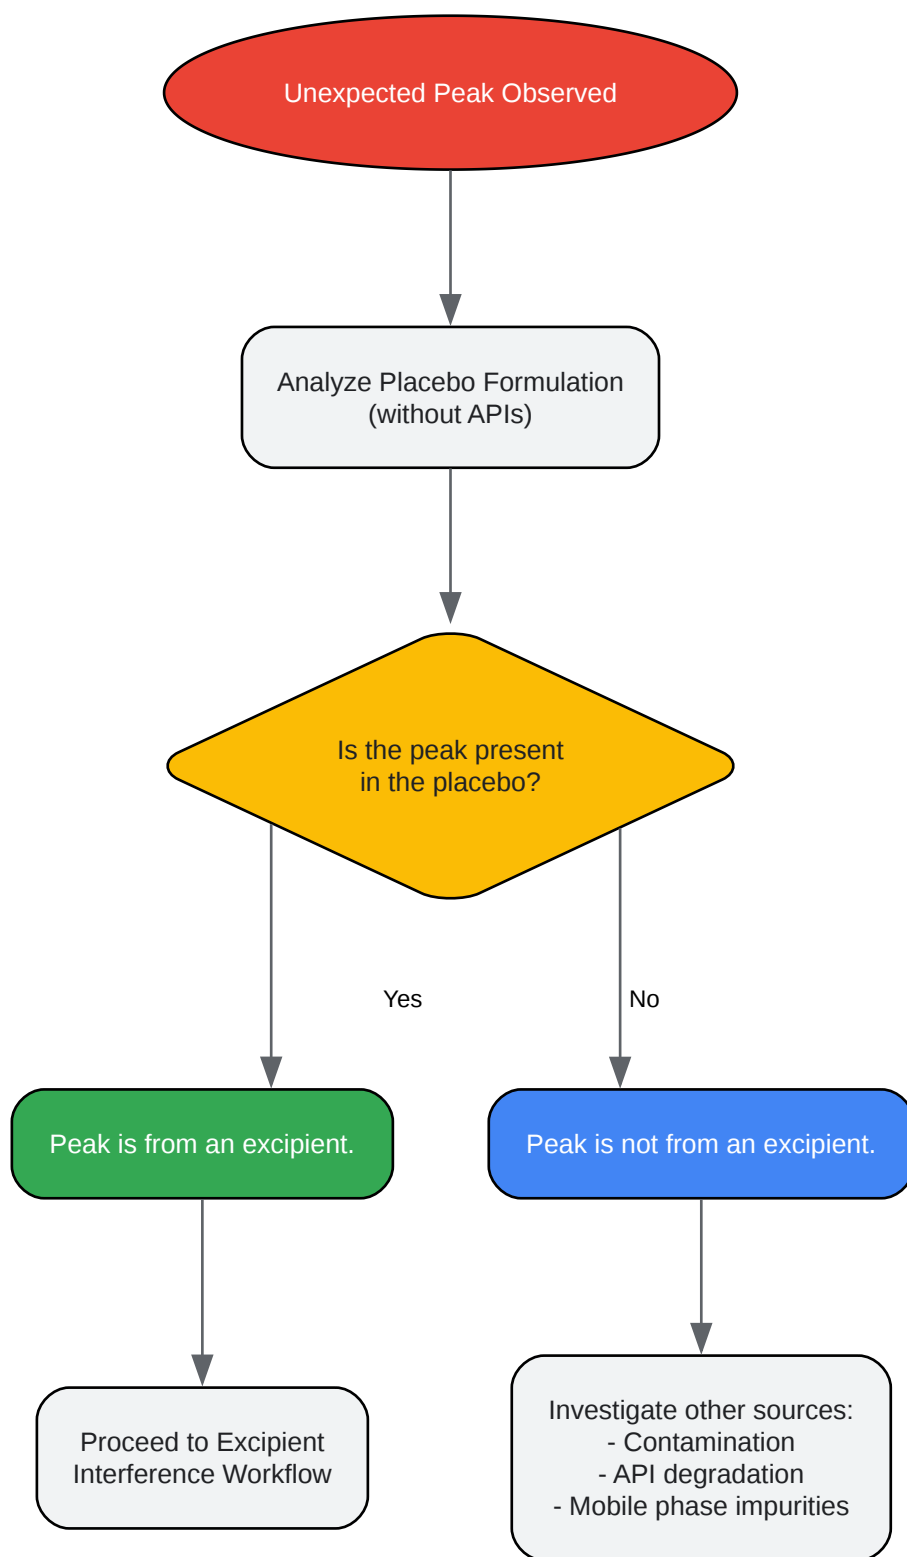 Unexpected Peak Observed
Analyze Placebo Formulation
(without APIs)
Is the peak present
in the placebo?
Yes
No
Peak is from an excipient.
Peak is not from an excipient.
Proceed to Excipient
Interference Workflow
Investigate other sources:
- Contamination
- API degradation
- Mobile phase impurities